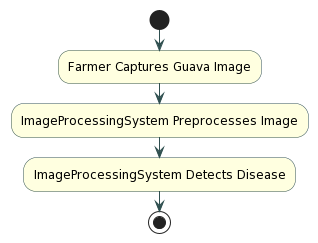 Farmer Captures Guava Image
ImageProcessingSystem Preprocesses Image
ImageProcessingSystem Detects Disease